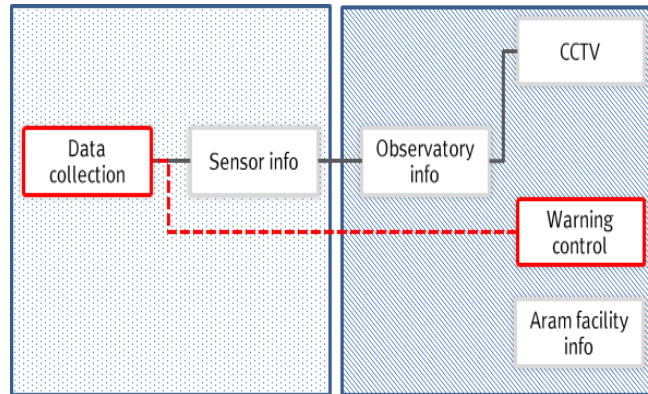 CCTV
Data
collection
Sensor info
Observatory
info
Warning
control
Aram facility
info